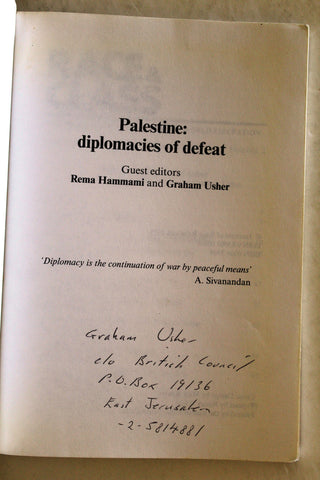 Palestine:
diplomacies of defeat
Guest editors
Rema Hammami and Graham Usher
'Diplomacy is the continuation of war by peaceful means'
A. Sivanandan
Graham Usher
c/o British Council
P.O. Box 19136
East Jerusalem
-2-5814881